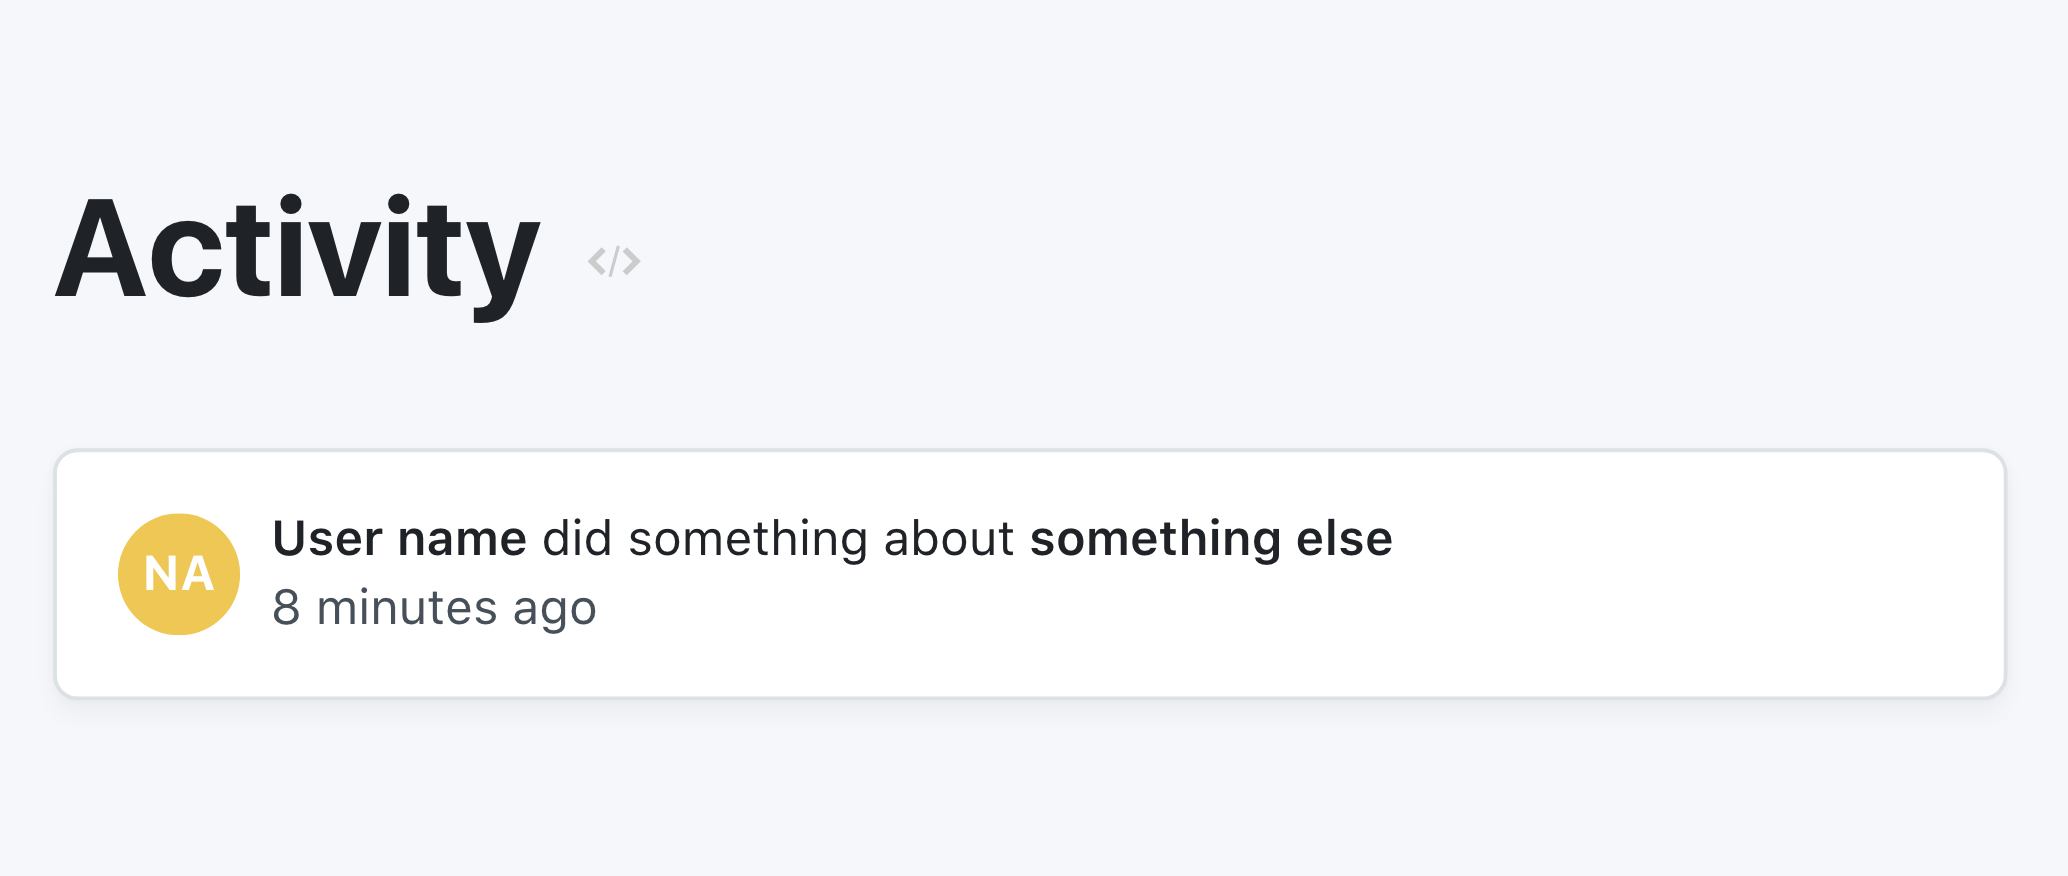 Activity </>
NA
User name did something about something else
8 minutes ago